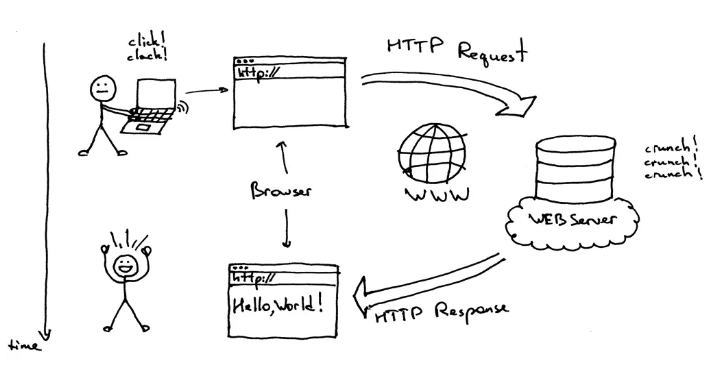 click!
clack!
http://
HTTP Request
crunch!
crunch!
crunch!
WWW
Browser
WEB Server
http://
Hello, World!
HTTP Response
time